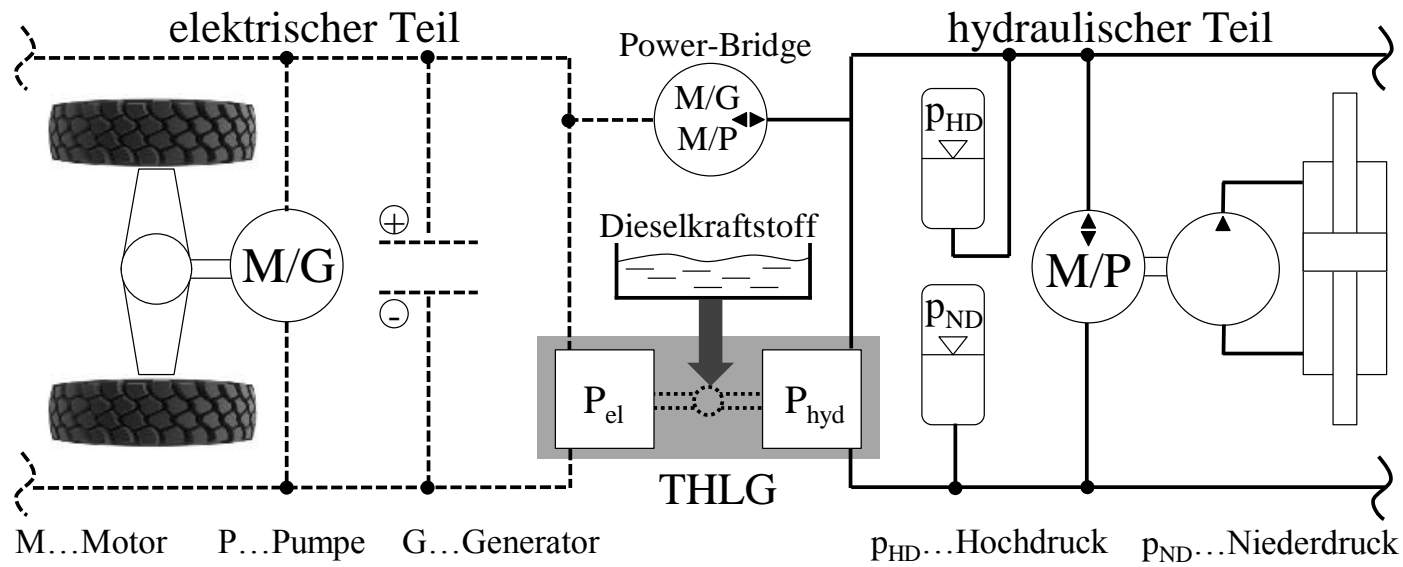 elektrischer Teil
Power-Bridge
hydraulischer Teil
M/G
M/P
p_HD
Dieselkraftstoff
M/G
+
-
M/P
p_ND
P_el
P_hyd
THLG
M…Motor P…Pumpe G…Generator p_HD…Hochdruck p_ND…Niederdruck